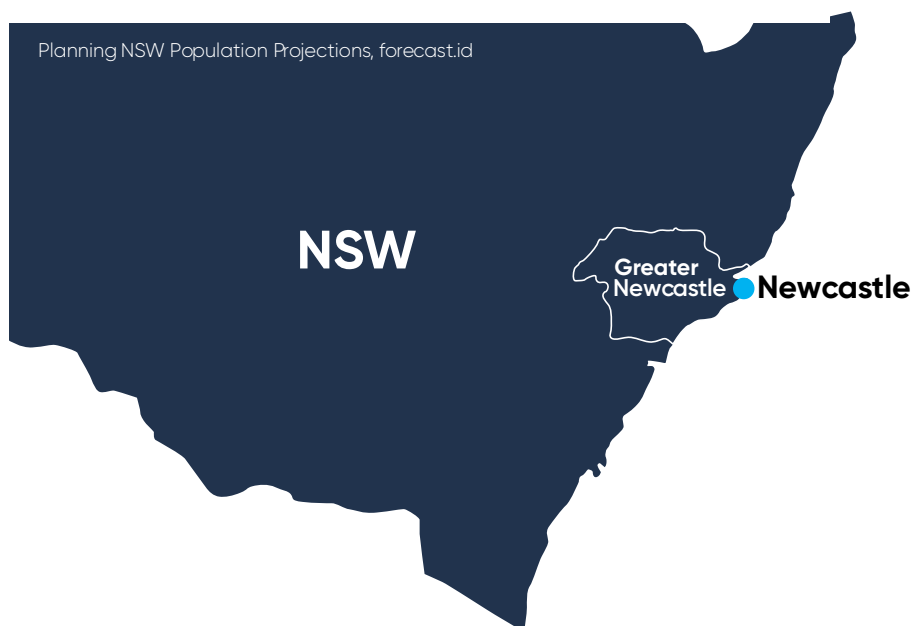 Planning NSW Population Projections, forecast.id
NSW
Greater
Newcastle
Newcastle